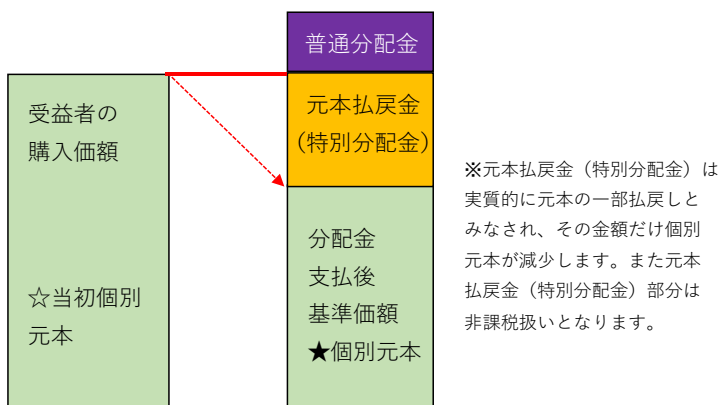 普通分配金
受益者の
購入価額
☆当初個別
元本
元本払戻金
（特別分配金）
分配金
支払後
基準価額
★個別元本
※元本払戻金（特別分配金）は
実質的に元本の一部払戻しと
みなされ、その金額だけ個別
元本が減少します。また元本
払戻金（特別分配金）部分は
非課税扱いとなります。